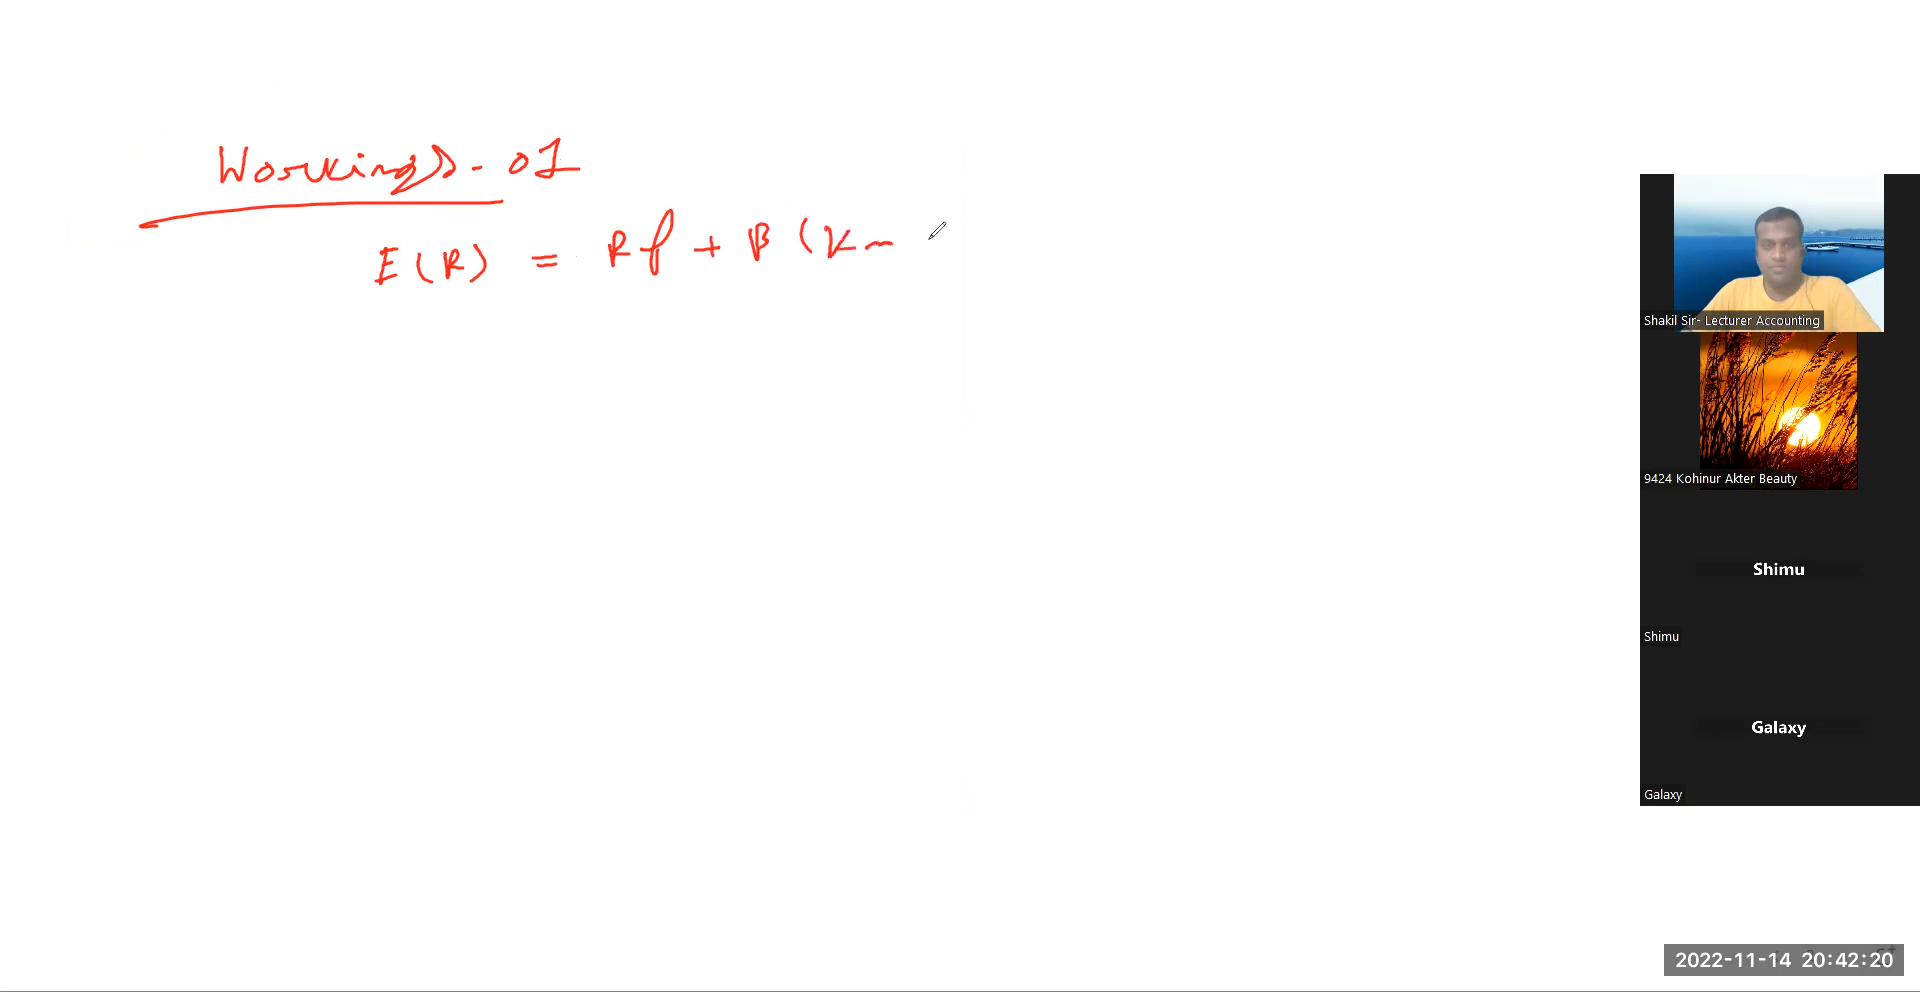 Workings - 01
E(R) = Rf + β (Km
Shakil Sir- Lecturer Accounting
9424 Kohinur Akter Beauty
Shimu
Shimu
Galaxy
Galaxy
2022-11-14 20:42:20